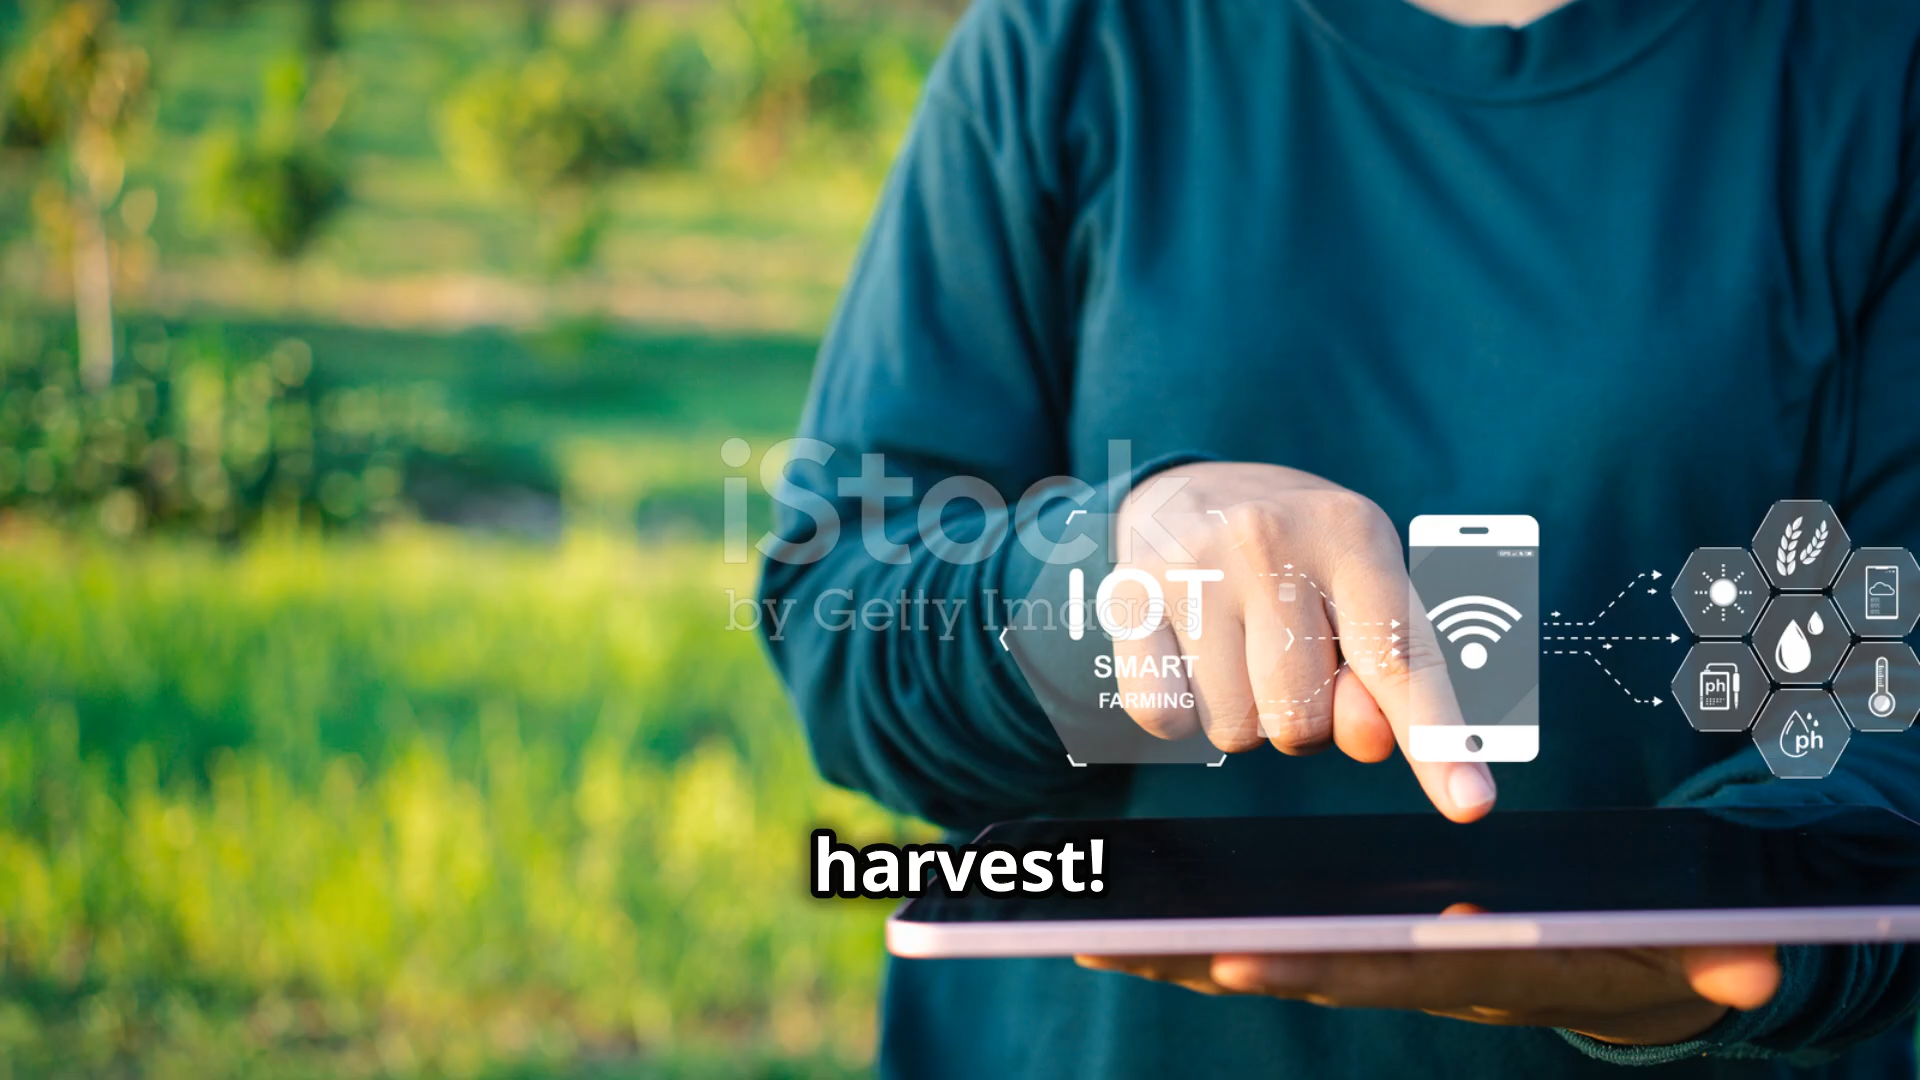 iStock
by Getty Images
IOT
SMART
FARMING
ph
ph
harvest!